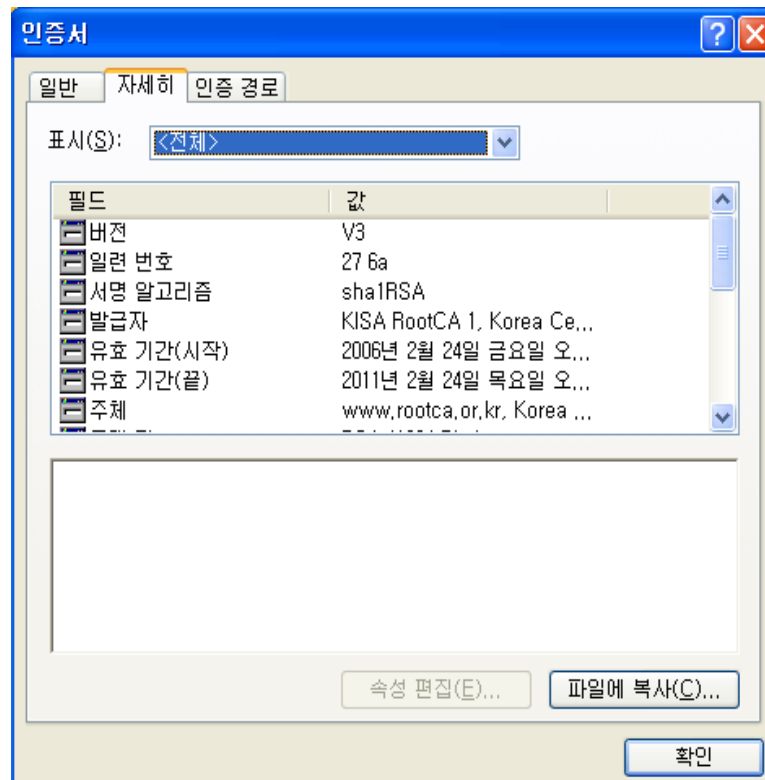 인증서
일반 자세히 인증 경로
표시(S): <전체>
필드 값
버전 V3
일련 번호 27 6a
서명 알고리즘 sha1RSA
발급자 KISA RootCA 1, Korea Ce...
유효 기간(시작) 2006년 2월 24일 금요일 오...
유효 기간(끝) 2011년 2월 24일 목요일 오...
주체 www.rootca.or.kr, Korea ...
속성 편집(E)... 파일에 복사(C)...
확인